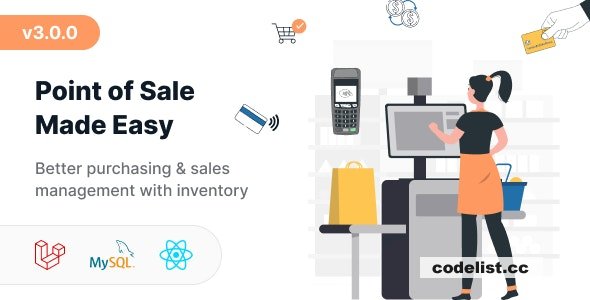 v3.0.0
Point of Sale
Made Easy
Better purchasing & sales
management with inventory
MySQL
codelist.cc